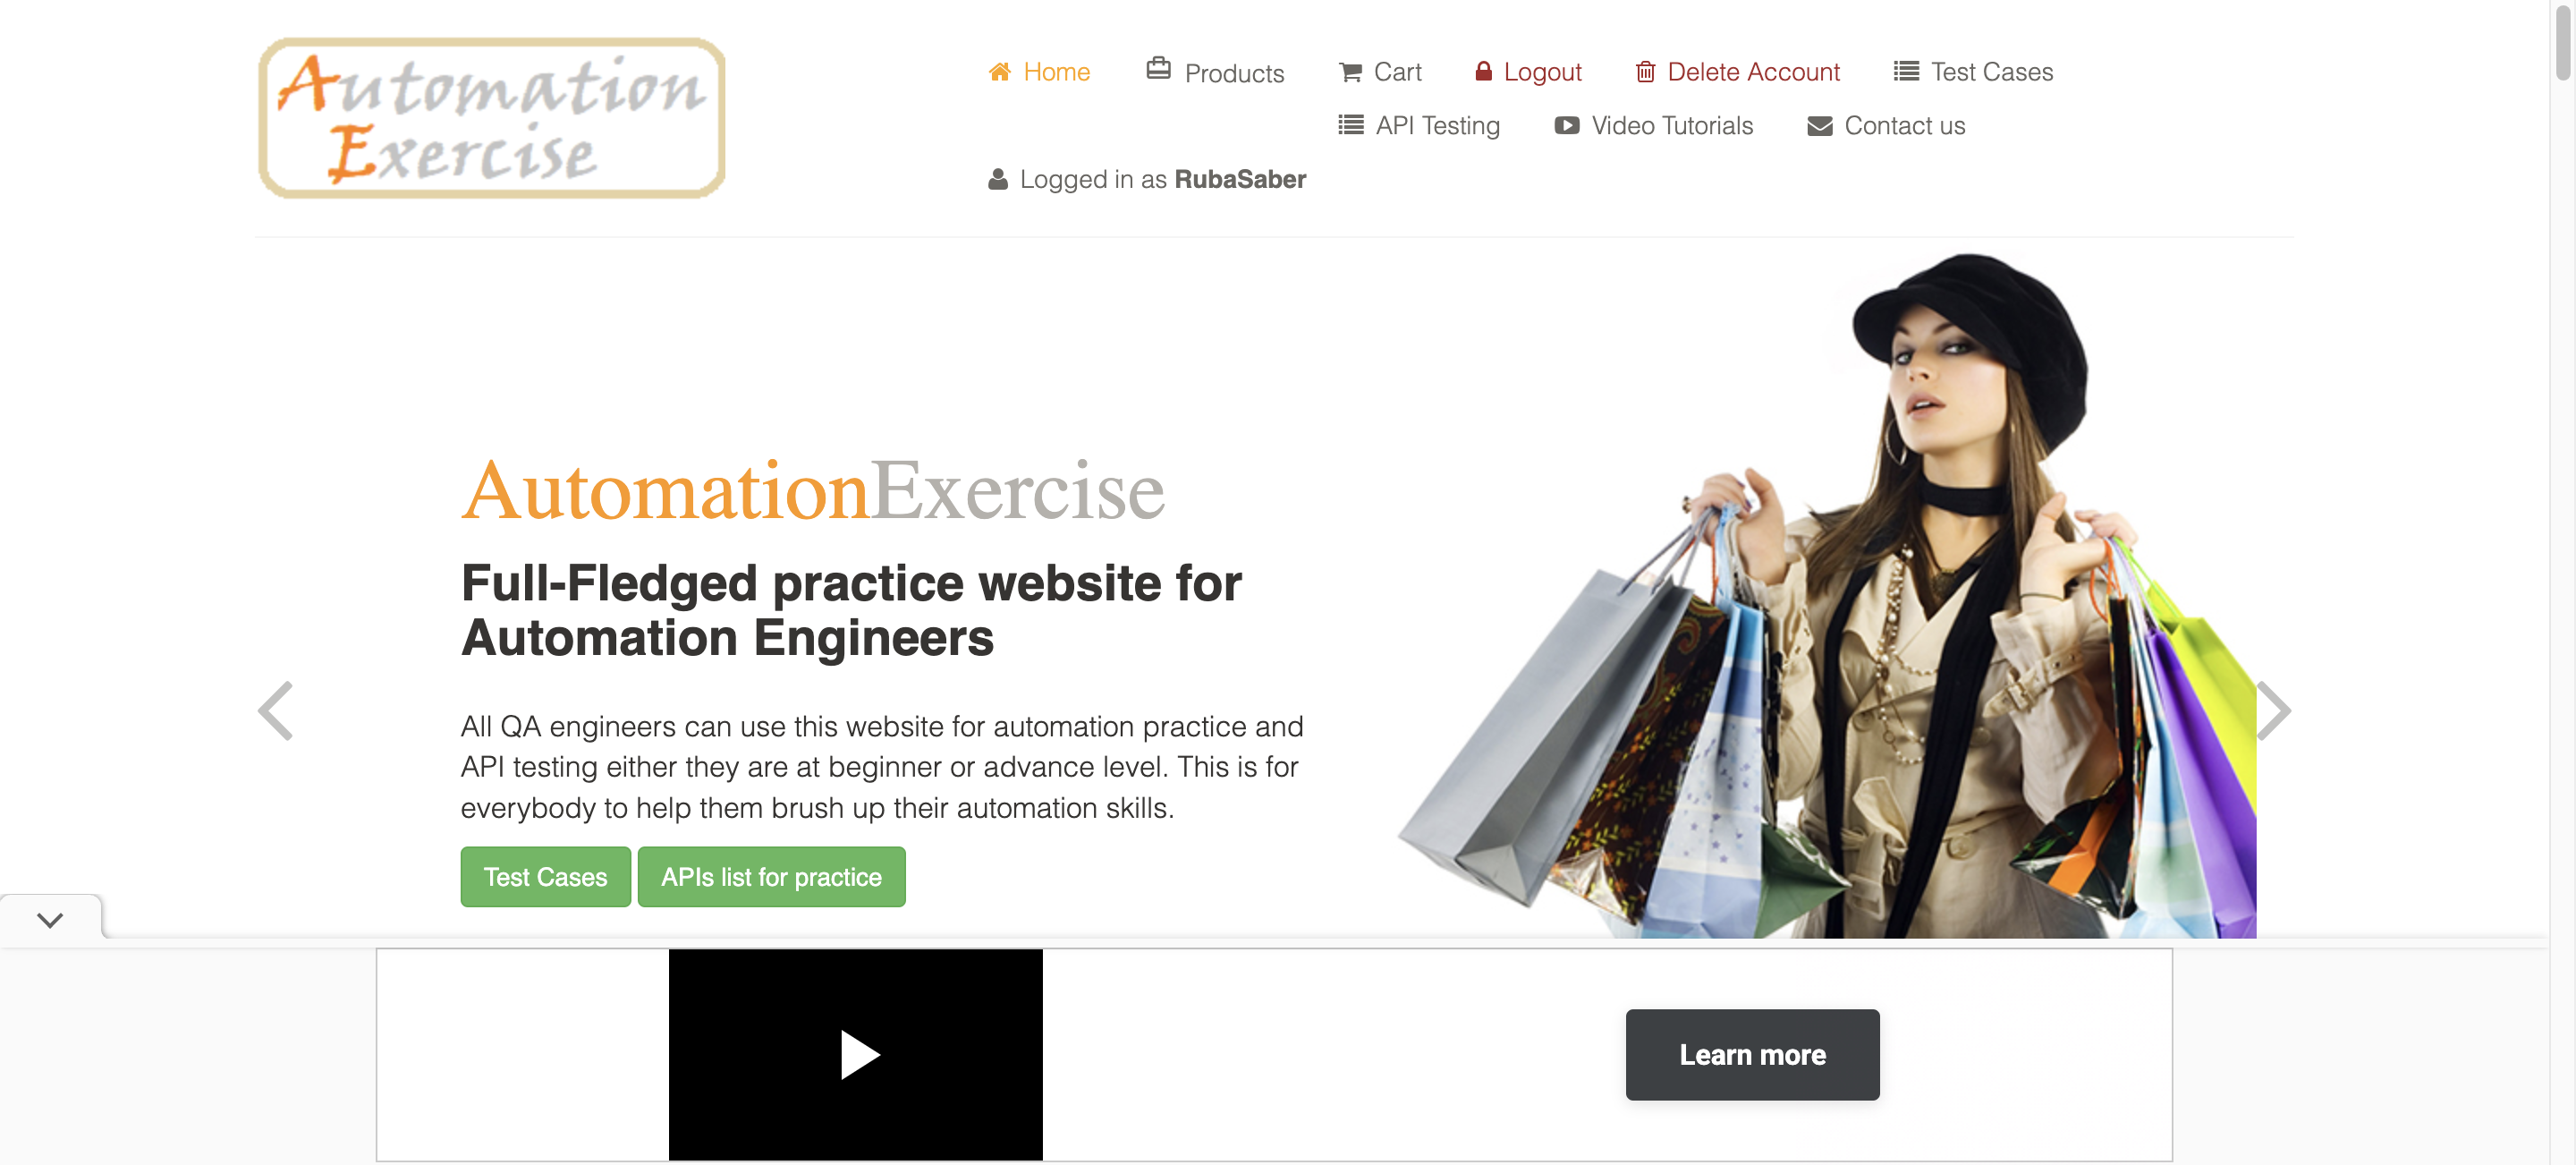 Automation
Exercise
Home Products Cart Logout Delete Account Test Cases
API Testing Video Tutorials Contact us
Logged in as RubaSaber
AutomationExercise
Full-Fledged practice website for
Automation Engineers
All QA engineers can use this website for automation practice and
API testing either they are at beginner or advance level. This is for
everybody to help them brush up their automation skills.
Test Cases APIs list for practice
Learn more